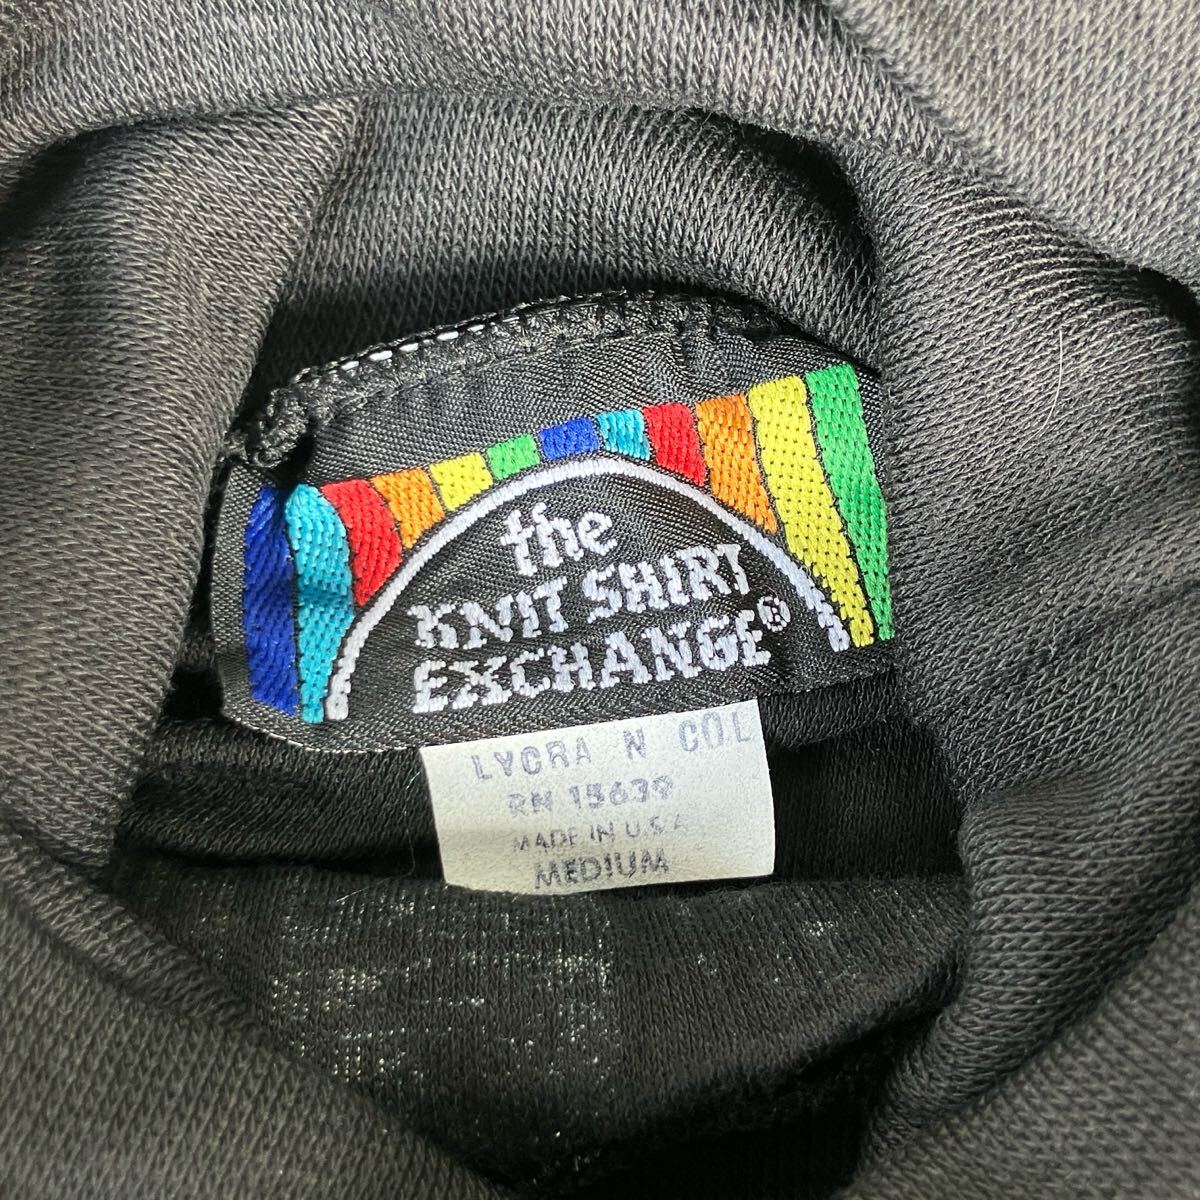 the
KNIT SHIRT
EXCHANGE®
LYCRA N COL
RN 15639
MADE IN U.S.A
MEDIUM